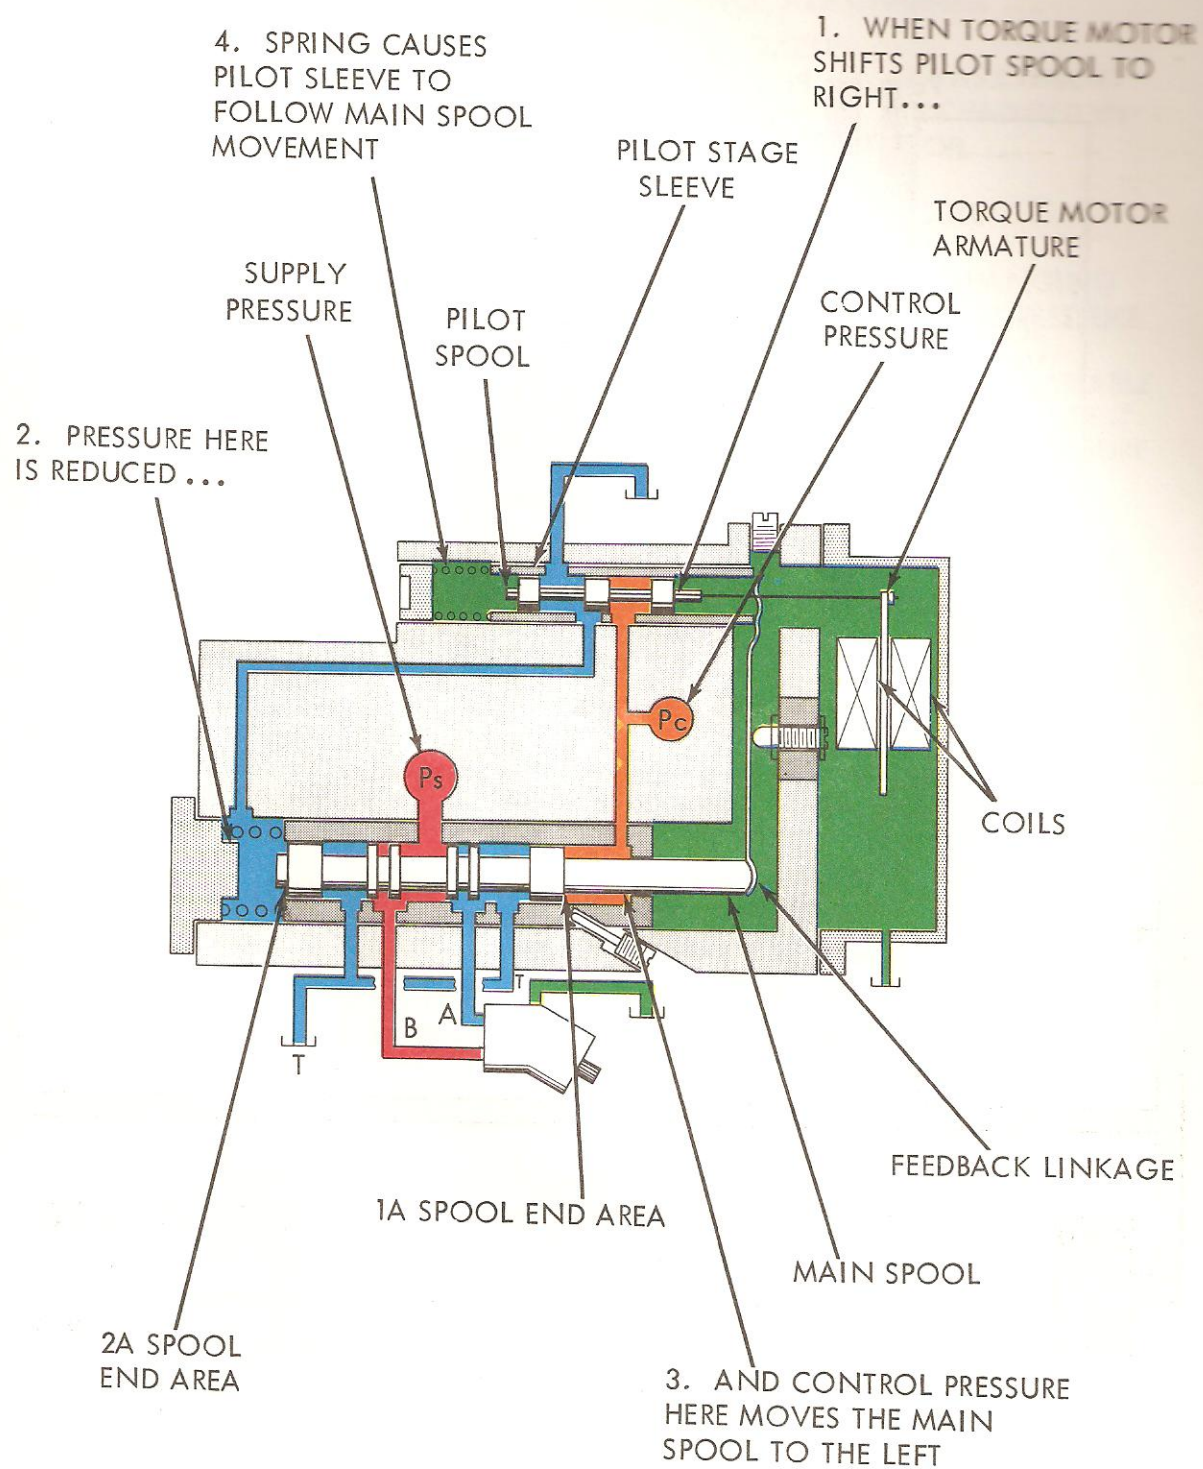 4. SPRING CAUSES
PILOT SLEEVE TO
FOLLOW MAIN SPOOL
MOVEMENT
1. WHEN TORQUE MOTOR
SHIFTS PILOT SPOOL TO
RIGHT...
PILOT STAGE
SLEEVE
TORQUE MOTOR
ARMATURE
SUPPLY
PRESSURE
PILOT
SPOOL
CONTROL
PRESSURE
2. PRESSURE HERE
IS REDUCED...
Pc
Ps
COILS
T
A
B
T
FEEDBACK LINKAGE
1A SPOOL END AREA
MAIN SPOOL
2A SPOOL
END AREA
3. AND CONTROL PRESSURE
HERE MOVES THE MAIN
SPOOL TO THE LEFT